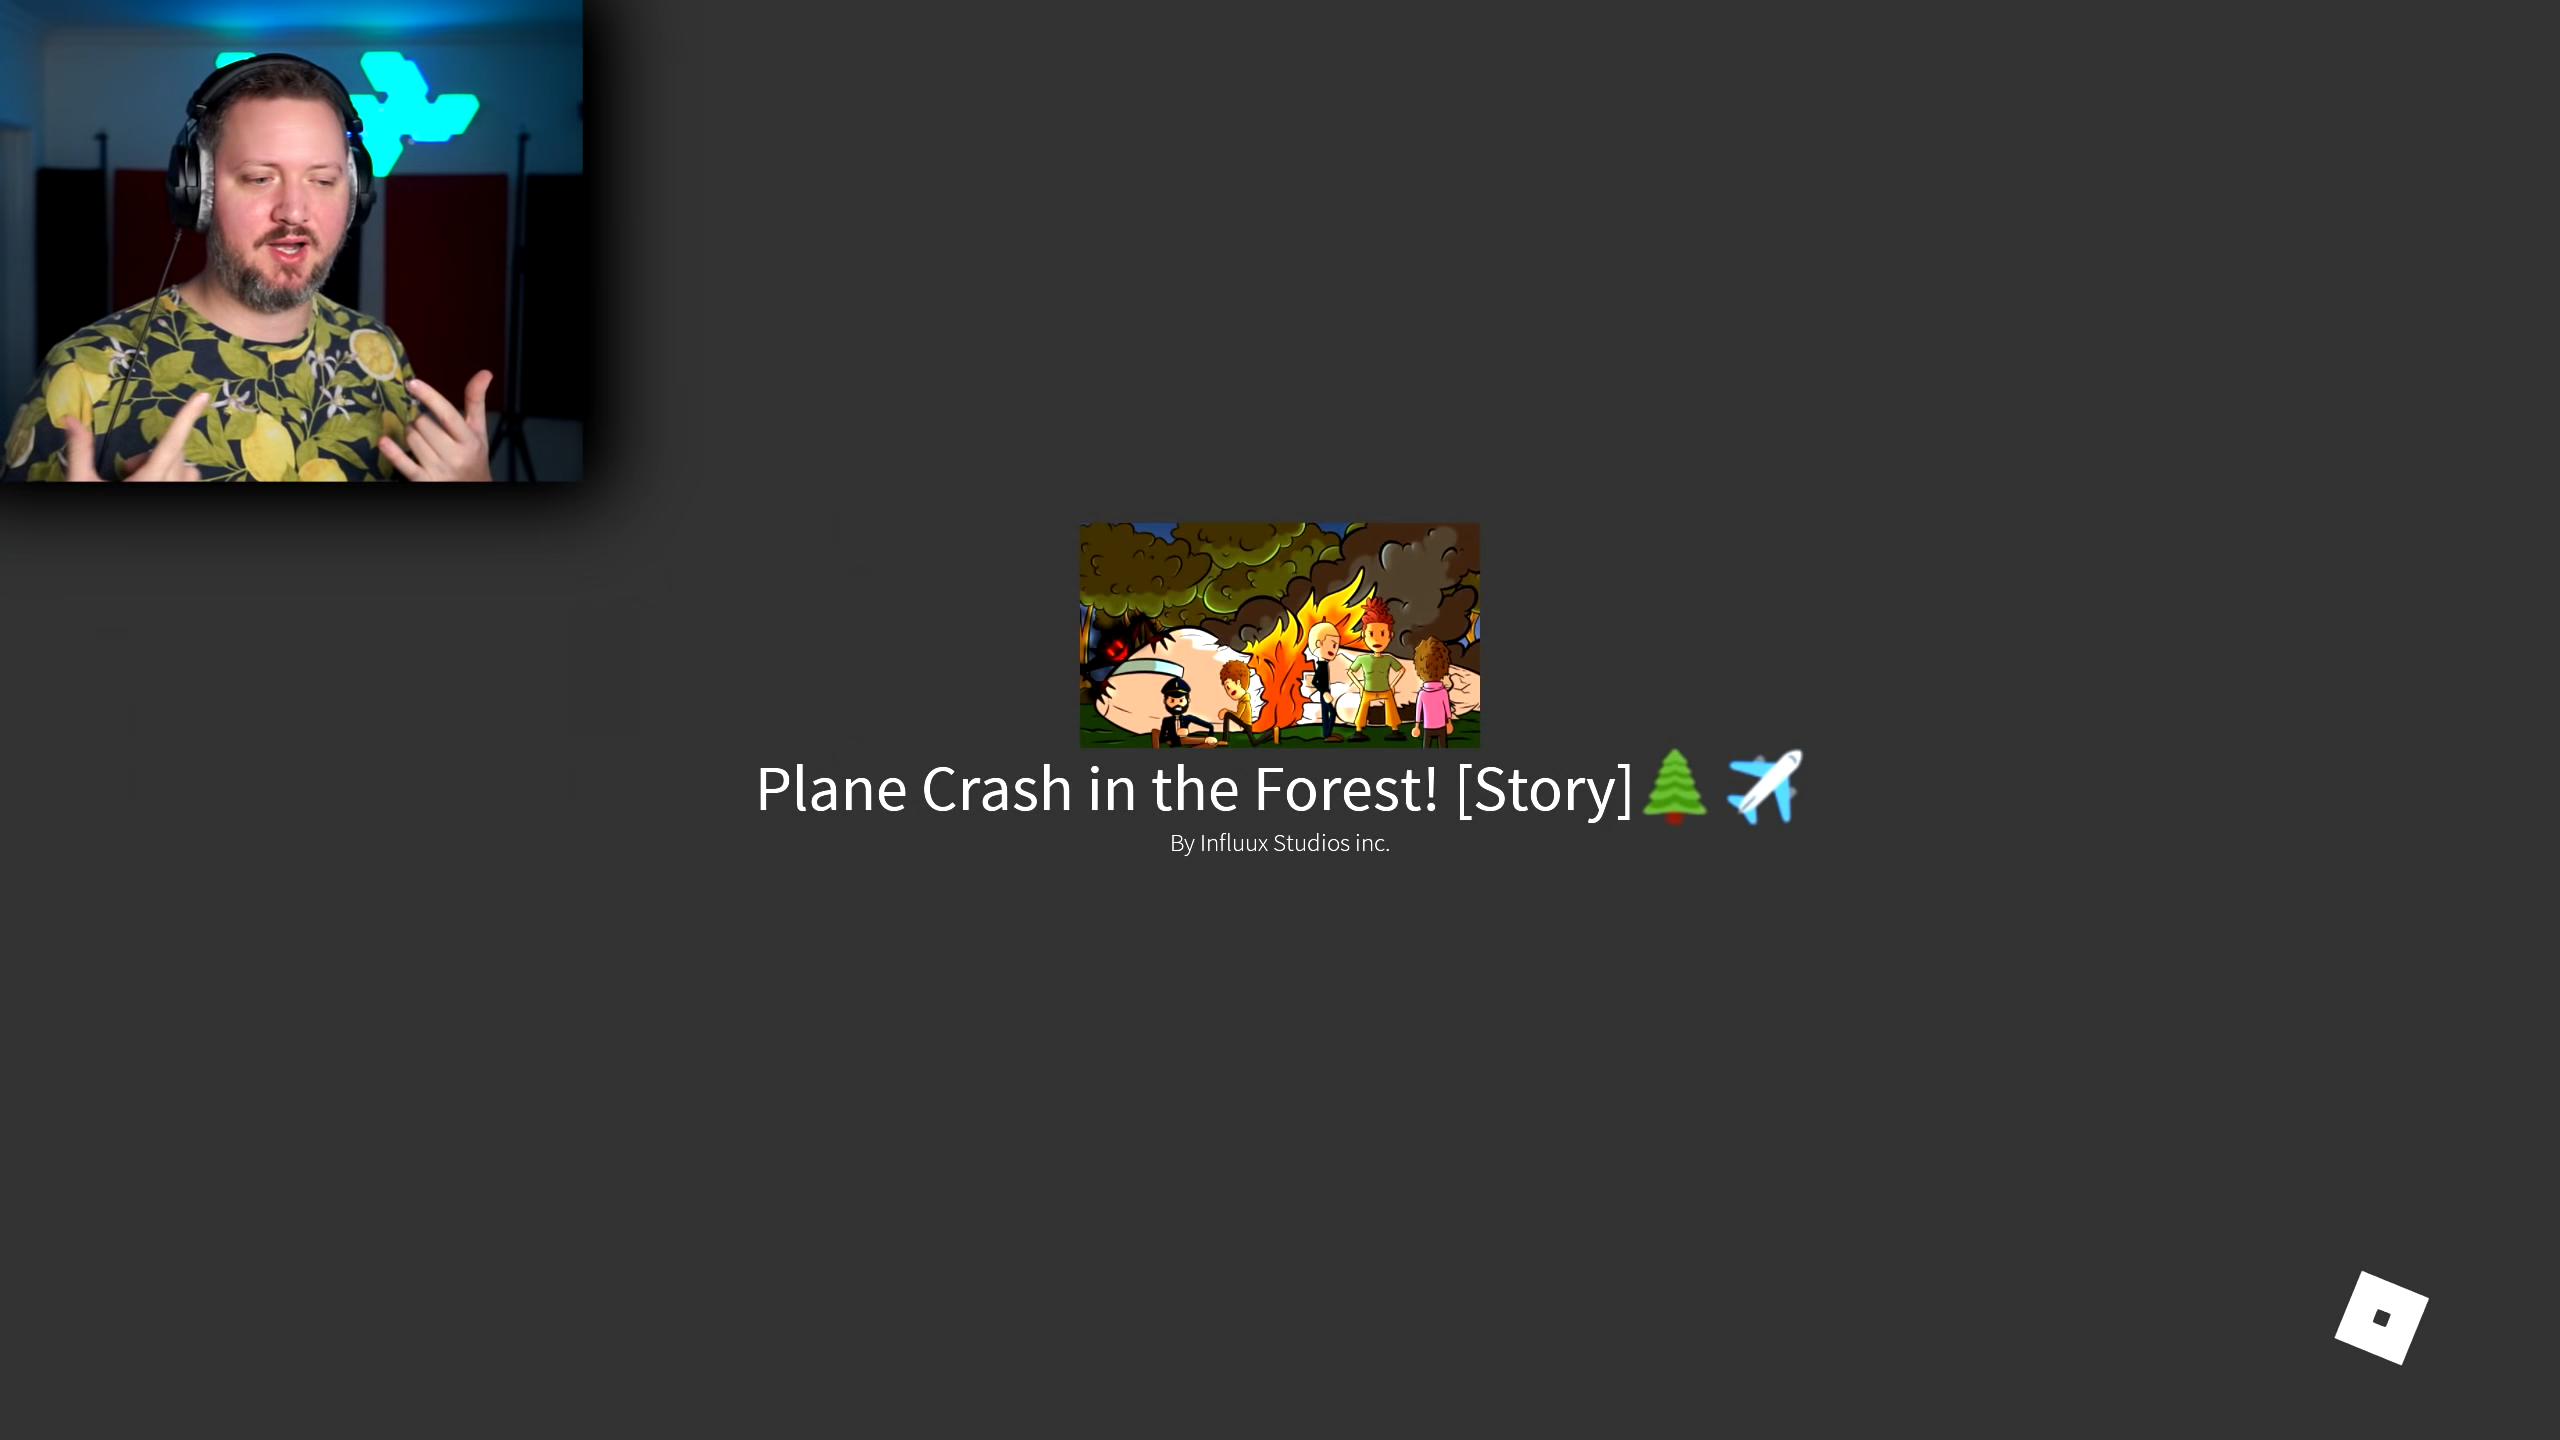 Plane Crash in the Forest! [Story]🌲✈️
By Influux Studios inc.